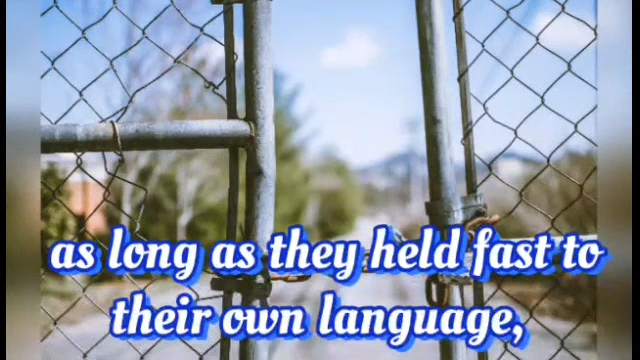 as long as they held fast to
their own language,